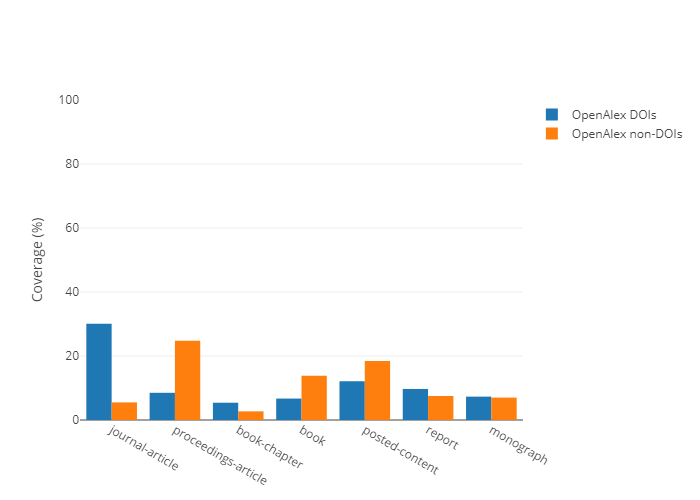 100
80
60
40
20
0
Coverage (%)
journal-article
proceedings-article
book-chapter
book
posted-content
report
monograph
OpenAlex DOIs
OpenAlex non-DOIs